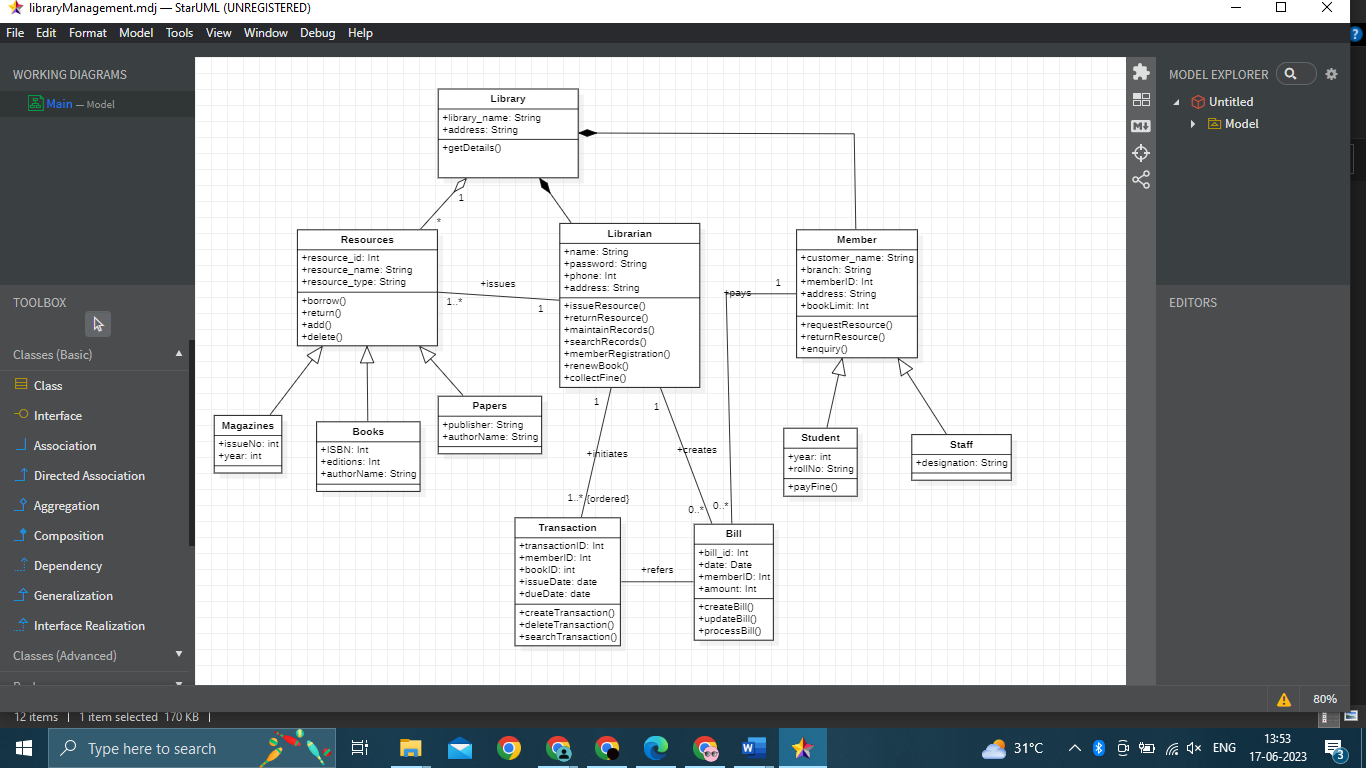 libraryManagement.mdj — StarUML (UNREGISTERED)
File Edit Format Model Tools View Window Debug Help
WORKING DIAGRAMS
Main — Model
TOOLBOX
Classes (Basic)
Class
Interface
Association
Directed Association
Aggregation
Composition
Dependency
Generalization
Interface Realization
Classes (Advanced)
Library
+library_name: String
+address: String
+getDetails()
1
*
Resources
+resource_id: Int
+resource_name: String
+resource_type: String
+borrow()
+return()
+add()
+delete()
+issues
1..*
1
Librarian
+name: String
+password: String
+phone: Int
+address: String
+issueResource()
+returnResource()
+maintainRecords()
+searchRecords()
+memberRegistration()
+renewBook()
+collectFine()
Member
+customer_name: String
+branch: String
+memberID: Int
+address: String
+bookLimit: Int
+requestResource()
+returnResource()
+enquiry()
1
+pays
Magazines
+issueNo: int
+year: int
Books
+ISBN: Int
+editions: Int
+authorName: String
Papers
+publisher: String
+authorName: String
1
+initiates
1..* {ordered}
1
+creates
0..*
0..*
Student
+year: int
+rollNo: String
+payFine()
Staff
+designation: String
Transaction
+transactionID: Int
+memberID: Int
+bookID: int
+issueDate: date
+dueDate: date
+createTransaction()
+deleteTransaction()
+searchTransaction()
+refers
Bill
+bill_id: Int
+date: Date
+memberID: Int
+amount: Int
+createBill()
+updateBill()
+processBill()
MODEL EXPLORER
Untitled
Model
EDITORS
80%
12 items | 1 item selected 170 KB |
Type here to search
31°C
ENG
13:53
17-06-2023
3